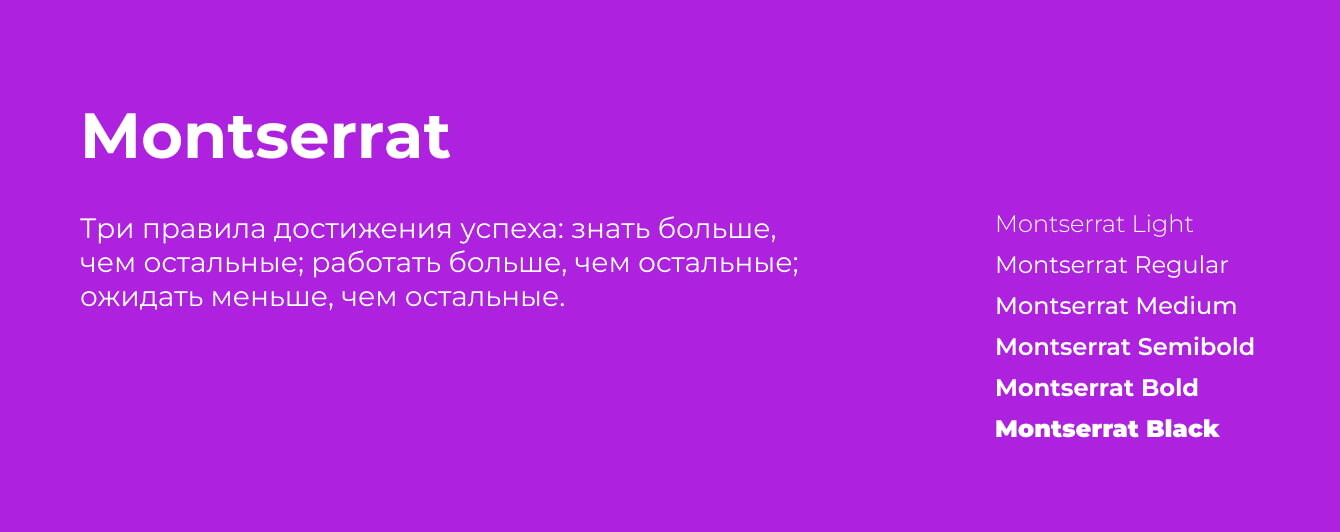 Montserrat
Три правила достижения успеха: знать больше,
чем остальные; работать больше, чем остальные;
ожидать меньше, чем остальные.
Montserrat Light
Montserrat Regular
Montserrat Medium
Montserrat Semibold
Montserrat Bold
Montserrat Black